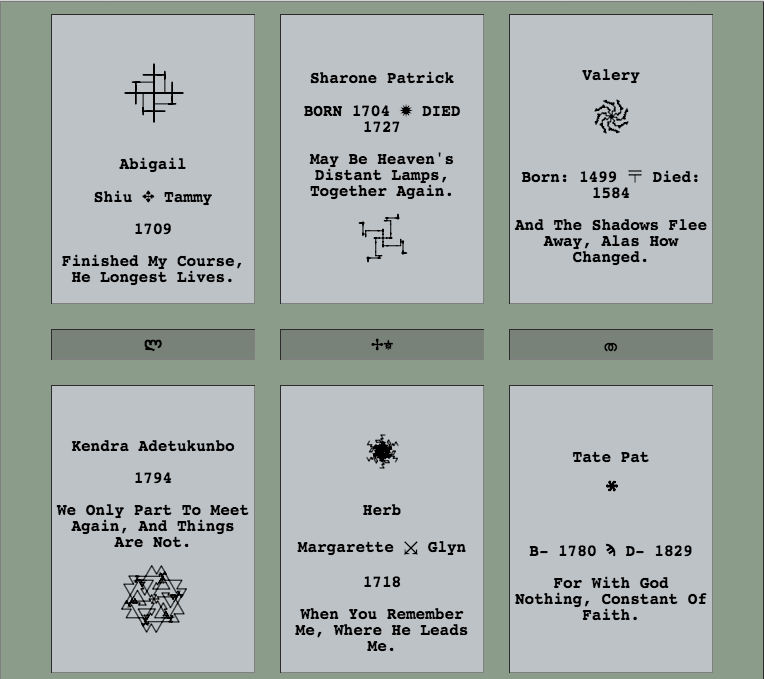 Abigail
Shiu ✣ Tammy
1709
Finished My Course,
He Longest Lives.
Sharone Patrick
BORN 1704 ✹ DIED
1727
May Be Heaven's
Distant Lamps,
Together Again.
Valery
Born: 1499 〒 Died:
1584
And The Shadows Flee
Away, Alas How
Changed.
Kendra Adetukunbo
1794
We Only Part To Meet
Again, And Things
Are Not.
Herb
Margarette ⚔ Glyn
1718
When You Remember
Me, Where He Leads
Me.
Tate Pat
B– 1780 D– 1829
For With God
Nothing, Constant Of
Faith.